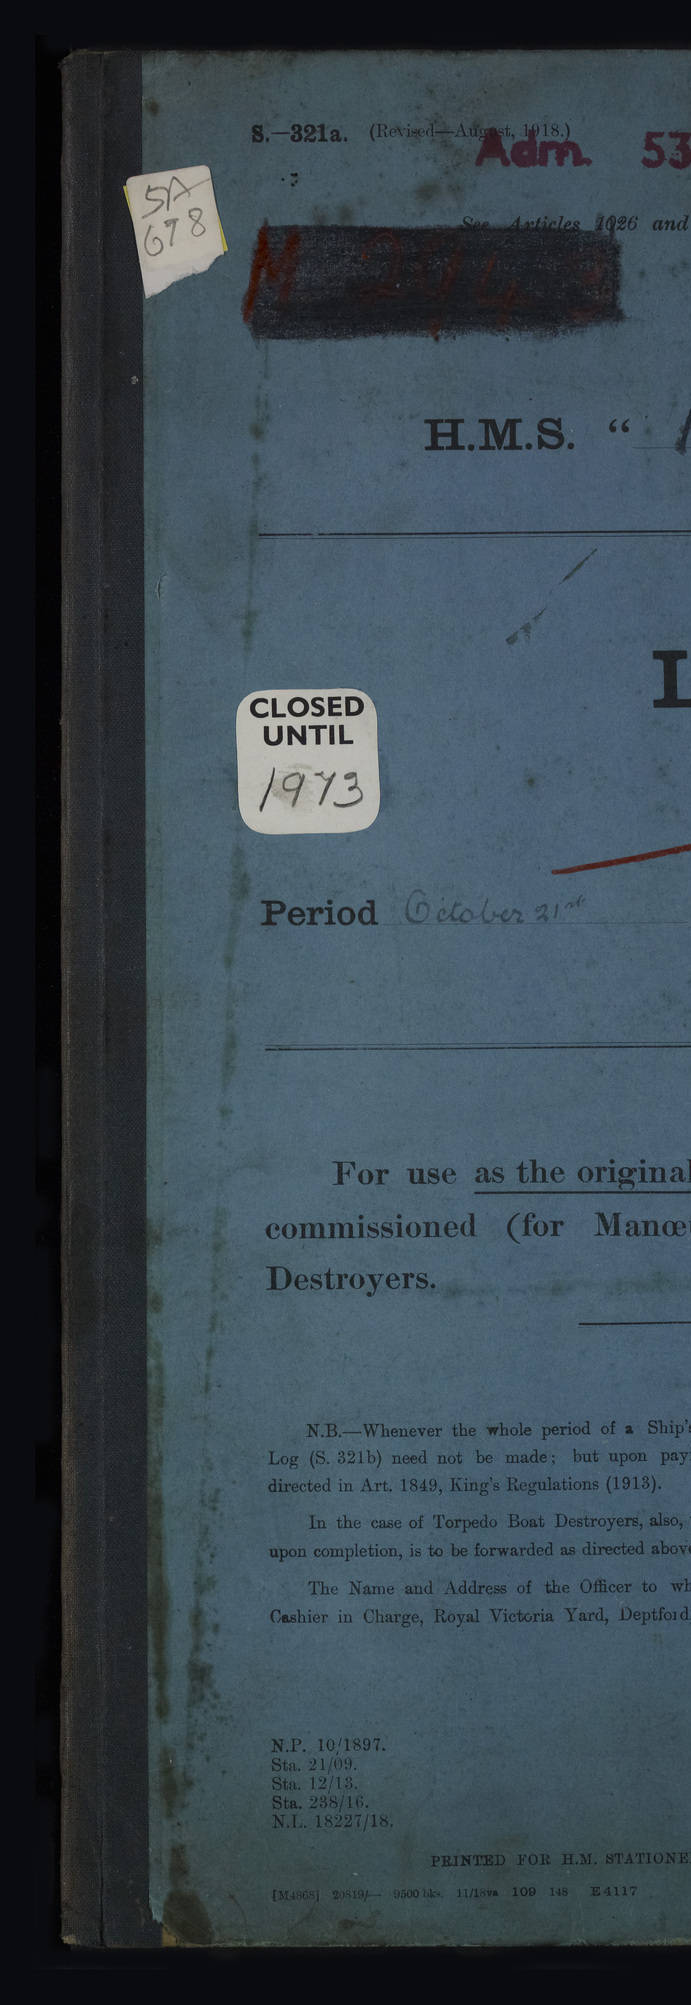 S.—321a. (Revised—August, 1918.)
Adm. 53
5A
678
See Articles 1026 and
H.M.S. "
L
CLOSED
UNTIL
1973
Period October 21st
For use as the original
commissioned (for Manœu
Destroyers.
N.B.—Whenever the whole period of a Ship's
Log (S. 321b) need not be made; but upon pay
directed in Art. 1849, King's Regulations (1913).
In the case of Torpedo Boat Destroyers, also,
upon completion, is to be forwarded as directed above
The Name and Address of the Officer to wh
Cashier in Charge, Royal Victoria Yard, Deptford
N.P. 10/1897.
Sta. 21/09.
Sta. 12/13.
Sta. 238/16.
N.L. 18227/18.
PRINTED FOR H.M. STATIONE
[M4868] 20819/— 9500 bks. 11/18va 109 148 E4117